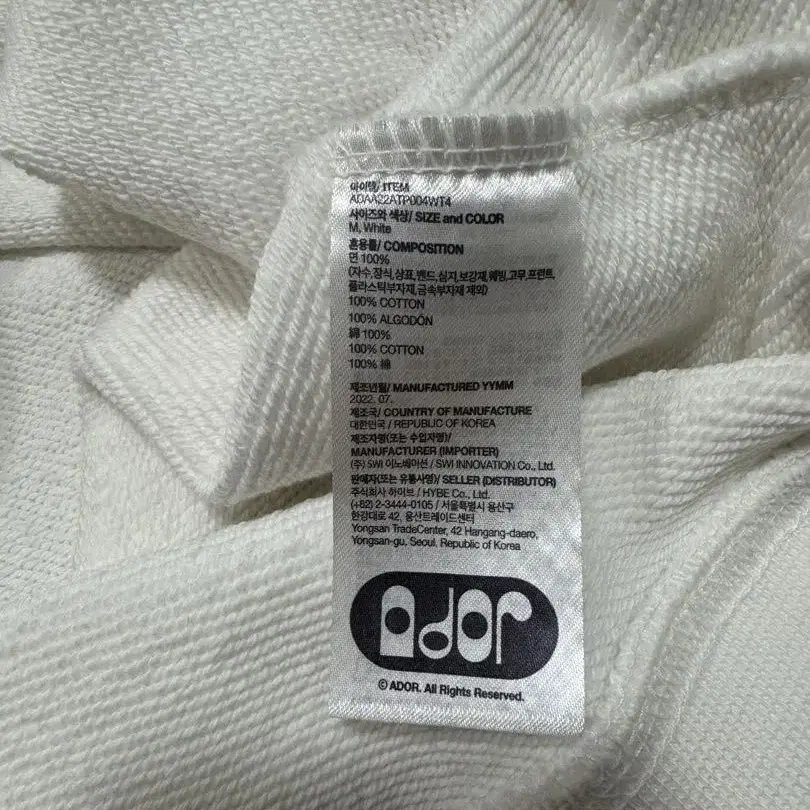 아이템/ ITEM
ADAA22ATP004WT4
사이즈와 색상/ SIZE and COLOR
M, White
혼용률/ COMPOSITION
면 100%
(자수,장식,상표,밴드,심지,보강재,웨빙,고무,프린트,
플라스틱부자재,금속부자재 제외)
100% COTTON
100% ALGODÓN
綿 100%
100% COTTON
100% 棉
제조년월/ MANUFACTURED YYMM
2022. 07.
제조국/ COUNTRY OF MANUFACTURE
대한민국 / REPUBLIC OF KOREA
제조자명(또는 수입자명)/
MANUFACTURER (IMPORTER)
(주) SWI 이노베이션 / SWI INNOVATION Co., Ltd.
판매자(또는 유통사명)/ SELLER (DISTRIBUTOR)
주식회사 하이브 / HYBE Co., Ltd.
(+82) 2-3444-0105 / 서울특별시 용산구
한강대로 42, 용산트레이드센터
Yongsan TradeCenter, 42 Hangang-daero,
Yongsan-gu, Seoul, Republic of Korea
ador
© ADOR. All Rights Reserved.